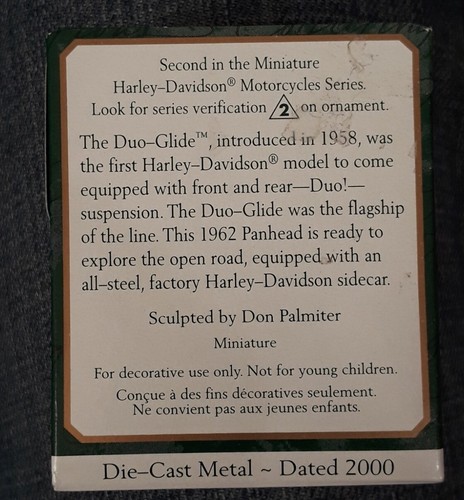 Second in the Miniature
Harley–Davidson® Motorcycles Series.
Look for series verification 2 on ornament.
The Duo–Glide™, introduced in 1958, was
the first Harley–Davidson® model to come
equipped with front and rear—Duo!—
suspension. The Duo–Glide was the flagship
of the line. This 1962 Panhead is ready to
explore the open road, equipped with an
all–steel, factory Harley–Davidson sidecar.
Sculpted by Don Palmiter
Miniature
For decorative use only. Not for young children.
Conçue à des fins décoratives seulement.
Ne convient pas aux jeunes enfants.
Die–Cast Metal ~ Dated 2000